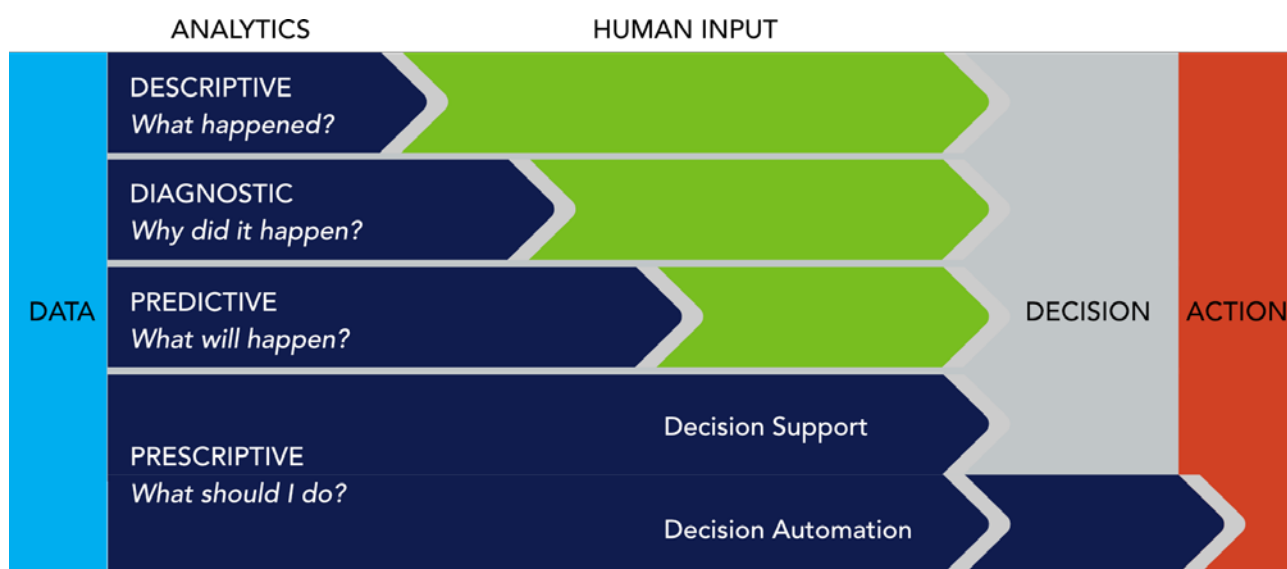 ANALYTICS
HUMAN INPUT
DESCRIPTIVE
What happened?
DIAGNOSTIC
Why did it happen?
PREDICTIVE
What will happen?
DATA
DECISION
ACTION
Decision Support
PRESCRIPTIVE
What should I do?
Decision Automation